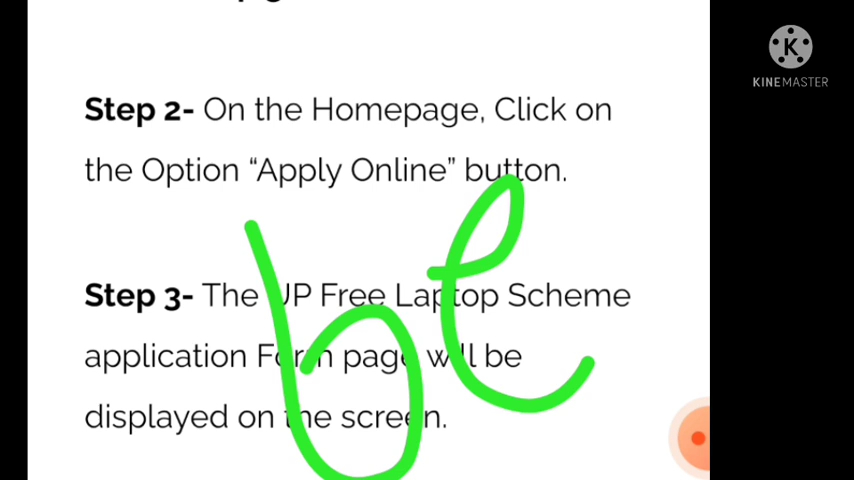 KINEMASTER
Step 2- On the Homepage, Click on
the Option “Apply Online” button.
Step 3- The UP Free Laptop Scheme
application Form page will be
displayed on the screen.
be